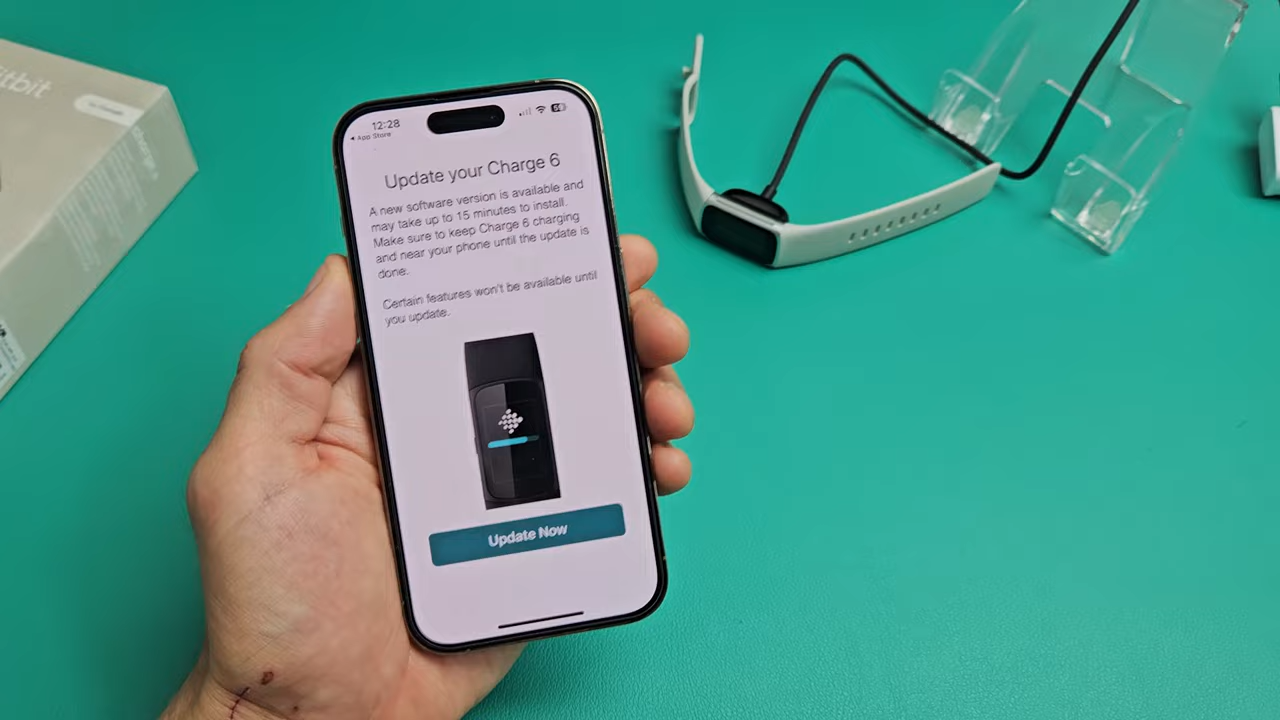 itbit
12:28
App Store
Update your Charge 6
A new software version is available and
may take up to 15 minutes to install.
Make sure to keep Charge 6 charging
and near your phone until the update is
done.
Certain features won't be available until
you update.
Update Now